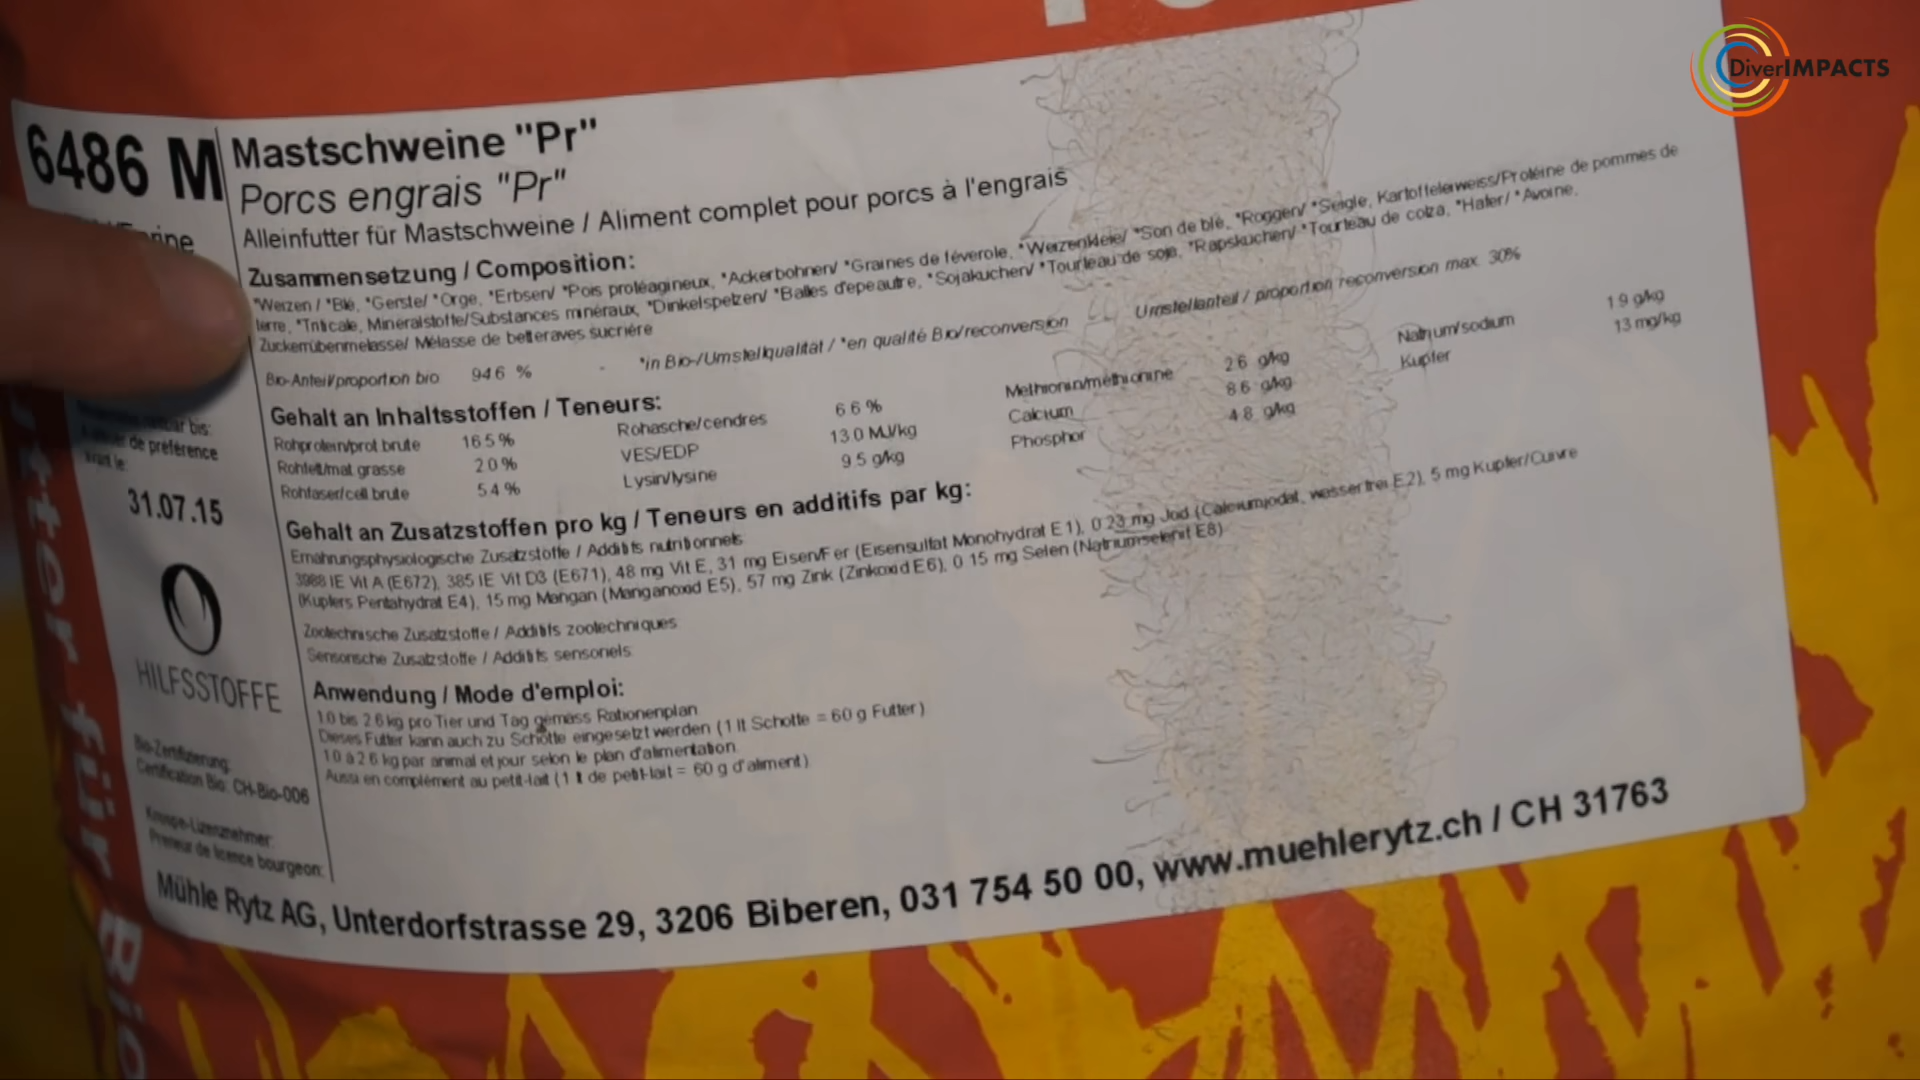 DiverIMPACTS
6486 M
Mastschweine "Pr"
Porcs engrais "Pr"
Alleinfutter für Mastschweine / Aliment complet pour porcs à l'engrais
Zusammensetzung / Composition:
*Weizen / *Blé, *Gerste/ *Orge, *Erbsen/ *Pois protéagineux, *Ackerbohnen/ *Graines de féverole, *Weizenkleie/ *Son de blé, *Roggen/ *Seigle, Kartoffeleiweiss/Protéine de pommes de
terre, *Triticale, Mineralstoffe/Substances minéraux, *Dinkelspelzen/ *Balles d'epeautre, *Sojakuchen/ *Tourteau de soje, *Rapskuchen/ *Tourteau de colza, *Hafer/ *Avoine,
Zuckerrübenmelasse/ Mélasse de betteraves sucrière
Bio-Anteil/proportion bio 94.6 % *in Bio-/Umstellqualität / *en qualité Bio/reconversion Umstellanteil / proportion reconversion max. 30%
Gehalt an Inhaltsstoffen / Teneurs:
Rohprotein/prot brute 16.5 % Rohasche/cendres 6.6 % Methionin/méthionine 2.6 g/kg Natrium/sodium 1.9 g/kg
Rohfett/mat. grasse 2.0 % VES/EDP 13.0 MJ/kg Calcium 8.6 g/kg Kupfer 13 mg/kg
Rohfaser/cell brute 5.4 % Lysin/lysine 9.5 g/kg Phosphor 4.8 g/kg
Gehalt an Zusatzstoffen pro kg / Teneurs en additifs par kg:
Ernährungsphysiologische Zusatzstoffe / Additifs nutritionnels
3988 IE Vit A (E672), 385 IE Vit D3 (E671), 48 mg Vit E, 31 mg Eisen/Fer (Eisensulfat Monohydrat E1), 0.23 mg Jod (Calciumjodat, wasserfrei E2), 5 mg Kupfer/Cuivre
(Kupfers Pentahydrat E4), 15 mg Mangan (Manganoxid E5), 57 mg Zink (Zinkoxid E6), 0.15 mg Selen (Natriumselenit E8)
Zootechnische Zusatzstoffe / Additifs zootechniques
Sensorische Zusatzstoffe / Additifs sensoriels
Anwendung / Mode d'emploi:
1.0 bis 2.6 kg pro Tier und Tag gemäss Rationenplan
Dieses Futter kann auch zu Schotte eingesetzt werden (1 lt Schotte = 60 g Futter)
1.0 à 2.6 kg par animal et jour selon le plan d'alimentation
Aussi en complément au petit-lait (1 lt de petit-lait = 60 g d'aliment)
bis:
de préférence
avant le:
31.07.15
HILFSSTOFFE
Bio-Zertifizierung:
Certification Bio: CH-Bio-006
Knospe-Lizenznehmer:
Preneur de licence bourgeon:
Mühle Rytz AG, Unterdorfstrasse 29, 3206 Biberen, 031 754 50 00, www.muehlerytz.ch / CH 31763
für Bio